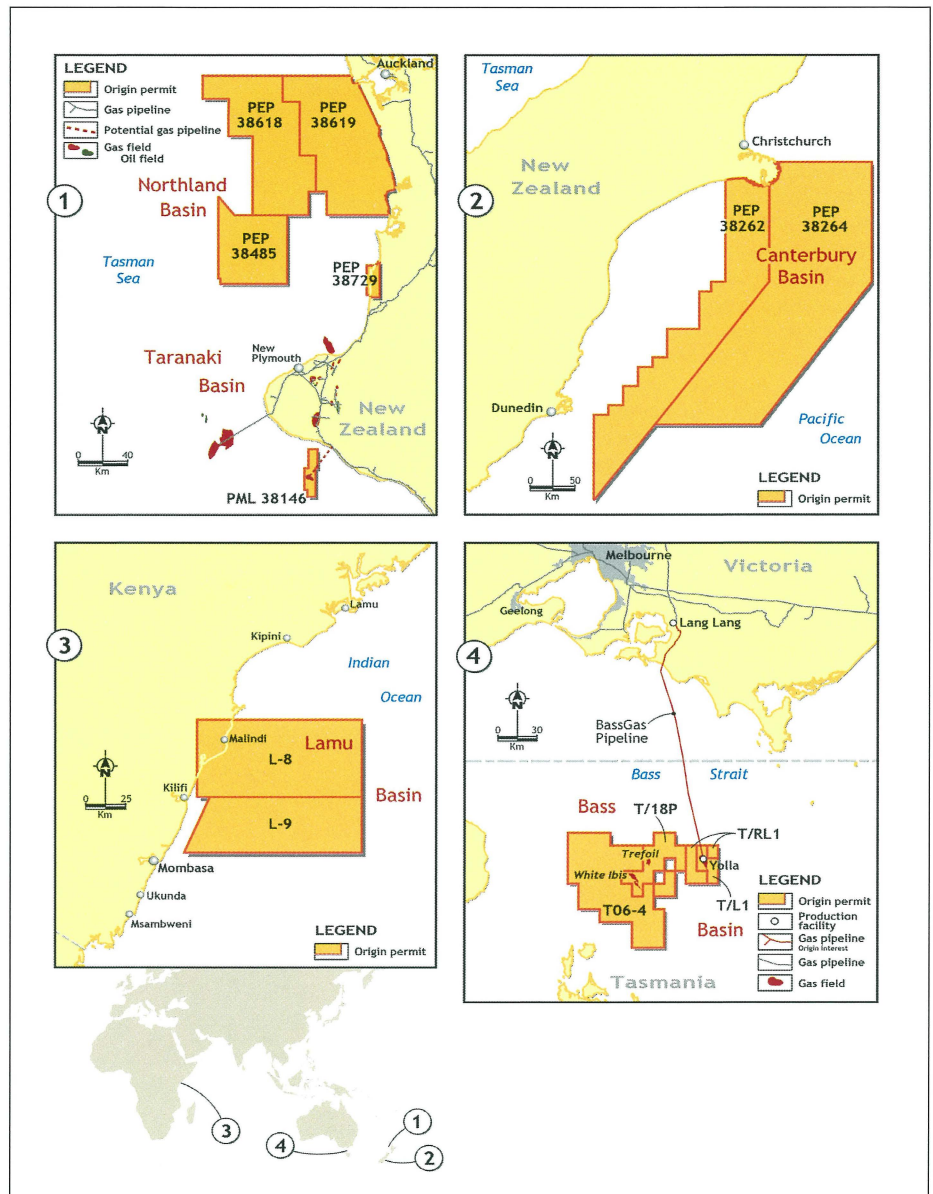 LEGEND
Origin permit
Gas pipeline
Potential gas pipeline
Gas field
Oil field
Auckland
PEP
38618
PEP
38619
1
Northland
Basin
PEP
38485
Tasman
Sea
PEP
38729
New
Plymouth
Taranaki
Basin
New
Zealand
N
0 40
Km
PML 38146
Tasman
Sea
Christchurch
New
Zealand
2
PEP
38262
PEP
38264
Canterbury
Basin
Dunedin
N
0 50
Km
Pacific
Ocean
LEGEND
Origin permit
Kenya
Lamu
Kipini
3
Indian
Ocean
Malindi
Lamu
L-8
N
0 25
Km
Kilifi
Basin
L-9
Mombasa
Ukunda
Msambweni
LEGEND
Origin permit
Melbourne
Victoria
Geelong
Lang Lang
4
N
0 30
Km
BassGas
Pipeline
Bass Strait
Bass
T/18P
T/RL1
Trefoil
Yolla
White Ibis
T/L1
T06-4
Basin
LEGEND
Origin permit
Production
facility
Gas pipeline
Origin interest
Gas pipeline
Gas field
Tasmania
3
4
1
2